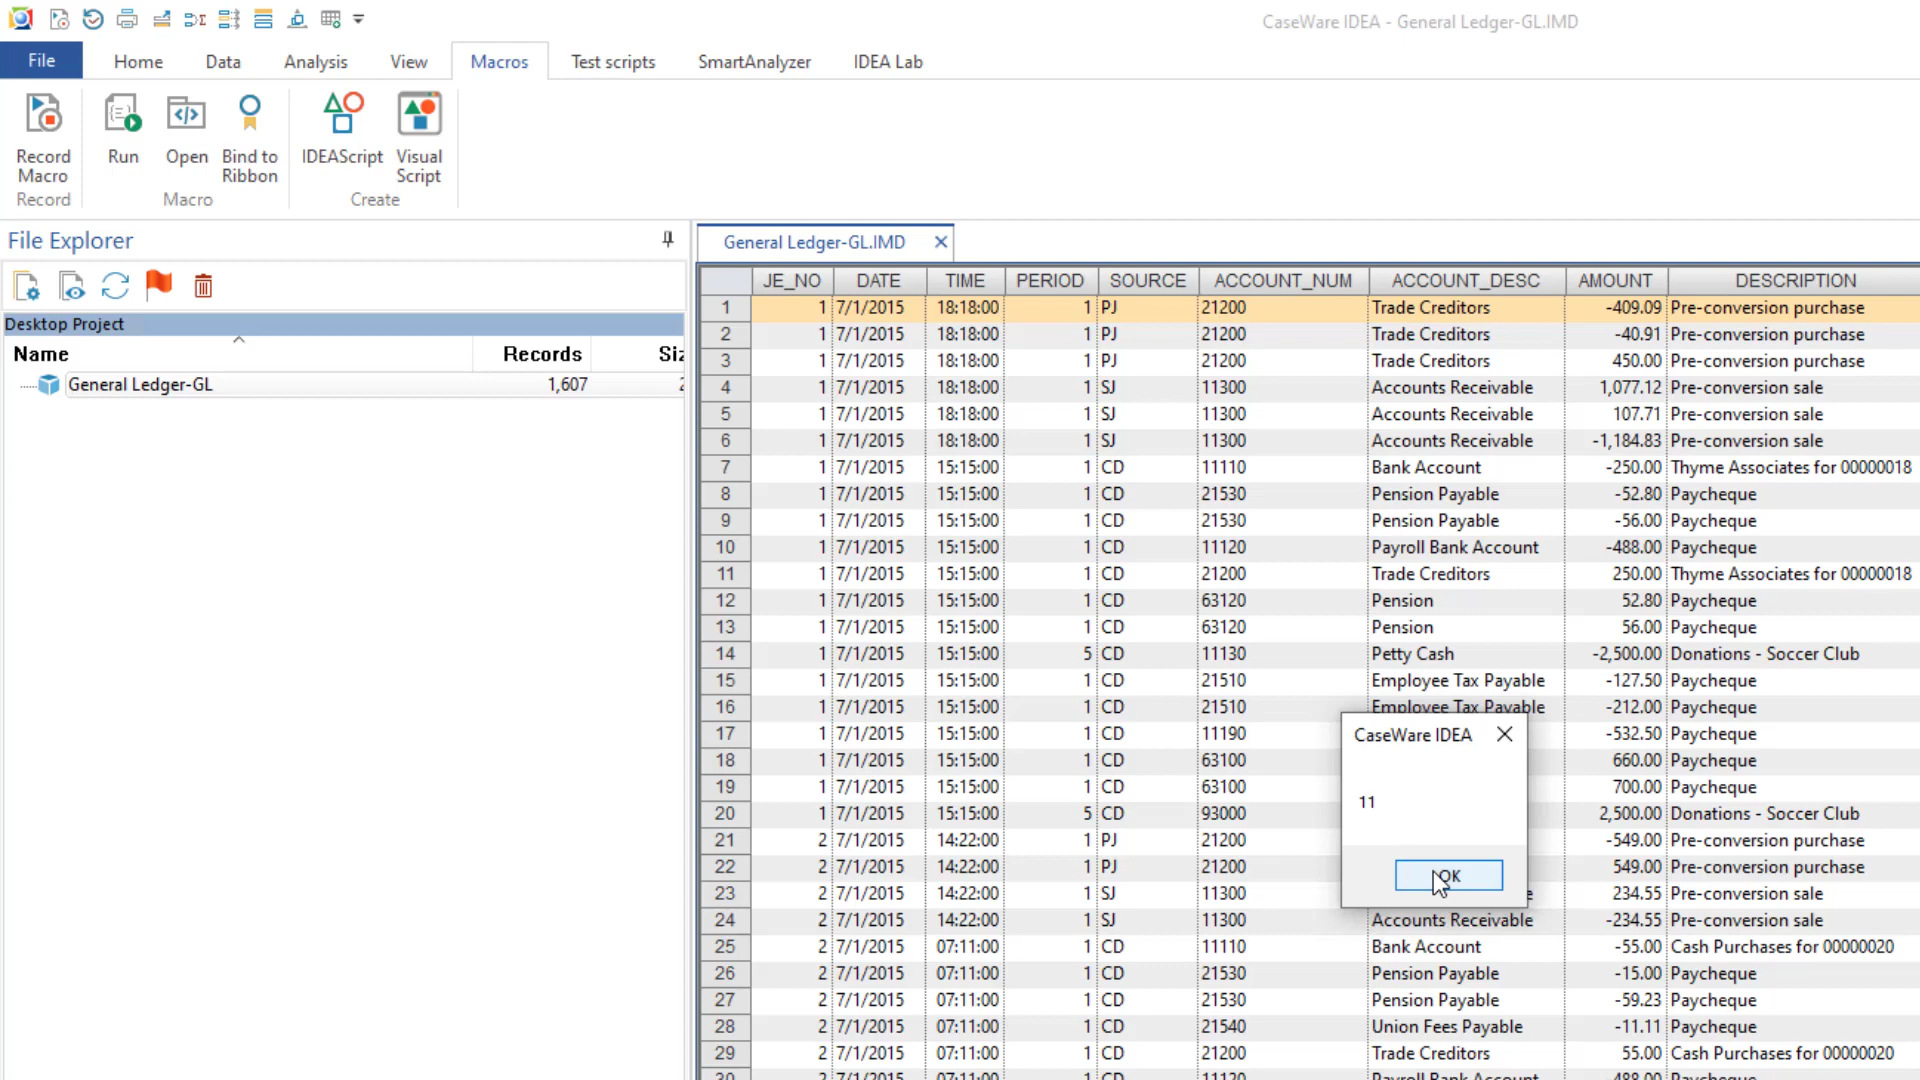 CaseWare IDEA - General Ledger-GL.IMD
File Home Data Analysis View Macros Test scripts SmartAnalyzer IDEA Lab
Record Macro Run Open Bind to Ribbon IDEAScript Visual Script
Record Macro Create
File Explorer
Desktop Project
Name Records
General Ledger-GL 1,607
General Ledger-GL.IMD
JE_NO DATE TIME PERIOD SOURCE ACCOUNT_NUM ACCOUNT_DESC AMOUNT DESCRIPTION
1 1 7/1/2015 18:18:00 1 PJ 21200 Trade Creditors -409.09 Pre-conversion purchase
2 1 7/1/2015 18:18:00 1 PJ 21200 Trade Creditors -40.91 Pre-conversion purchase
3 1 7/1/2015 18:18:00 1 PJ 21200 Trade Creditors 450.00 Pre-conversion purchase
4 1 7/1/2015 18:18:00 1 SJ 11300 Accounts Receivable 1,077.12 Pre-conversion sale
5 1 7/1/2015 18:18:00 1 SJ 11300 Accounts Receivable 107.71 Pre-conversion sale
6 1 7/1/2015 18:18:00 1 SJ 11300 Accounts Receivable -1,184.83 Pre-conversion sale
7 1 7/1/2015 15:15:00 1 CD 11110 Bank Account -250.00 Thyme Associates for 00000018
8 1 7/1/2015 15:15:00 1 CD 21530 Pension Payable -52.80 Paycheque
9 1 7/1/2015 15:15:00 1 CD 21530 Pension Payable -56.00 Paycheque
10 1 7/1/2015 15:15:00 1 CD 11120 Payroll Bank Account -488.00 Paycheque
11 1 7/1/2015 15:15:00 1 CD 21200 Trade Creditors 250.00 Thyme Associates for 00000018
12 1 7/1/2015 15:15:00 1 CD 63120 Pension 52.80 Paycheque
13 1 7/1/2015 15:15:00 1 CD 63120 Pension 56.00 Paycheque
14 1 7/1/2015 15:15:00 5 CD 11130 Petty Cash -2,500.00 Donations - Soccer Club
15 1 7/1/2015 15:15:00 1 CD 21510 Employee Tax Payable -127.50 Paycheque
16 1 7/1/2015 15:15:00 1 CD 21510 Employee Tax Payable -212.00 Paycheque
17 1 7/1/2015 15:15:00 1 CD 11190 -532.50 Paycheque
18 1 7/1/2015 15:15:00 1 CD 63100 660.00 Paycheque
19 1 7/1/2015 15:15:00 1 CD 63100 700.00 Paycheque
20 1 7/1/2015 15:15:00 5 CD 93000 2,500.00 Donations - Soccer Club
21 2 7/1/2015 14:22:00 1 PJ 21200 -549.00 Pre-conversion purchase
22 2 7/1/2015 14:22:00 1 PJ 21200 549.00 Pre-conversion purchase
23 2 7/1/2015 14:22:00 1 SJ 11300 234.55 Pre-conversion sale
24 2 7/1/2015 14:22:00 1 SJ 11300 Accounts Receivable -234.55 Pre-conversion sale
25 2 7/1/2015 07:11:00 1 CD 11110 Bank Account -55.00 Cash Purchases for 00000020
26 2 7/1/2015 07:11:00 1 CD 21530 Pension Payable -15.00 Paycheque
27 2 7/1/2015 07:11:00 1 CD 21530 Pension Payable -59.23 Paycheque
28 2 7/1/2015 07:11:00 1 CD 21540 Union Fees Payable -11.11 Paycheque
29 2 7/1/2015 07:11:00 1 CD 21200 Trade Creditors 55.00 Cash Purchases for 00000020
CaseWare IDEA
11
OK